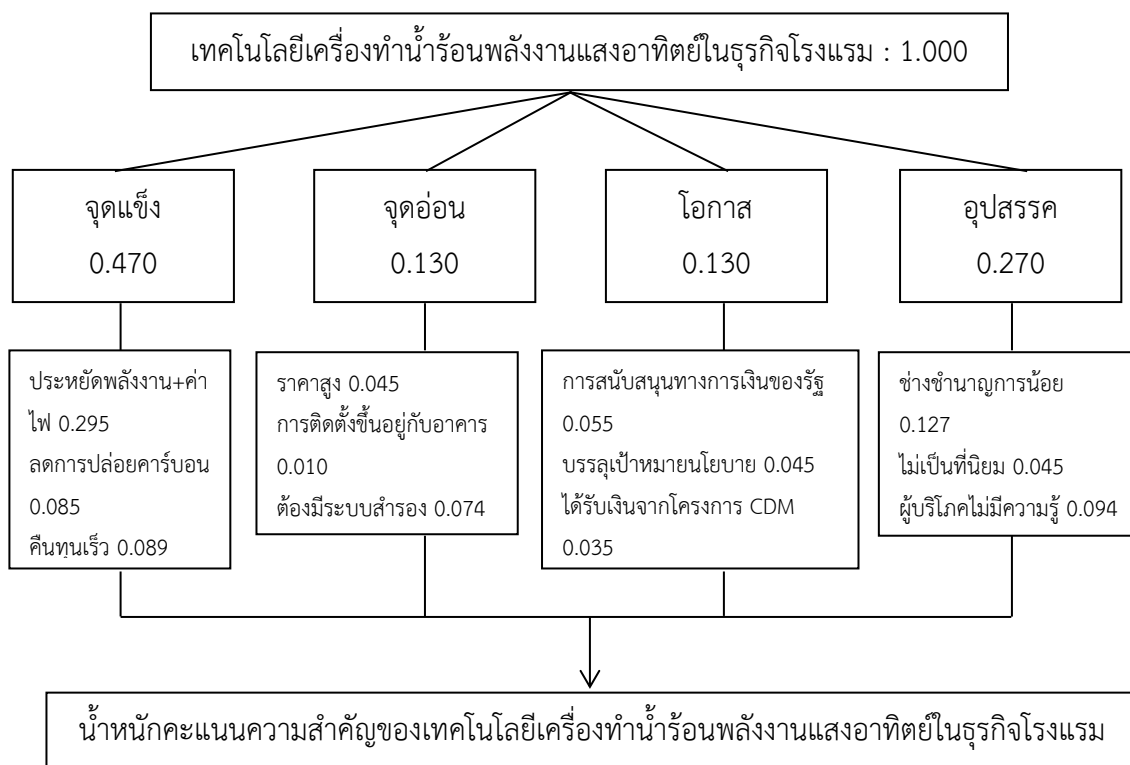 เทคโนโลยีเครื่องทำน้ำร้อนพลังงานแสงอาทิตย์ในธุรกิจโรงแรม : 1.000
จุดแข็ง
0.470
จุดอ่อน
0.130
โอกาส
0.130
อุปสรรค
0.270
ประหยัดพลังงาน+ค่า
ไฟ 0.295
ลดการปล่อยคาร์บอน
0.085
คืนทุนเร็ว 0.089
ราคาสูง 0.045
การติดตั้งขึ้นอยู่กับอาคาร
0.010
ต้องมีระบบสำรอง 0.074
การสนับสนุนทางการเงินของรัฐ
0.055
บรรลุเป้าหมายนโยบาย 0.045
ได้รับเงินจากโครงการ CDM
0.035
ช่างชำนาญการน้อย
0.127
ไม่เป็นที่นิยม 0.045
ผู้บริโภคไม่มีความรู้ 0.094
น้ำหนักคะแนนความสำคัญของเทคโนโลยีเครื่องทำน้ำร้อนพลังงานแสงอาทิตย์ในธุรกิจโรงแรม